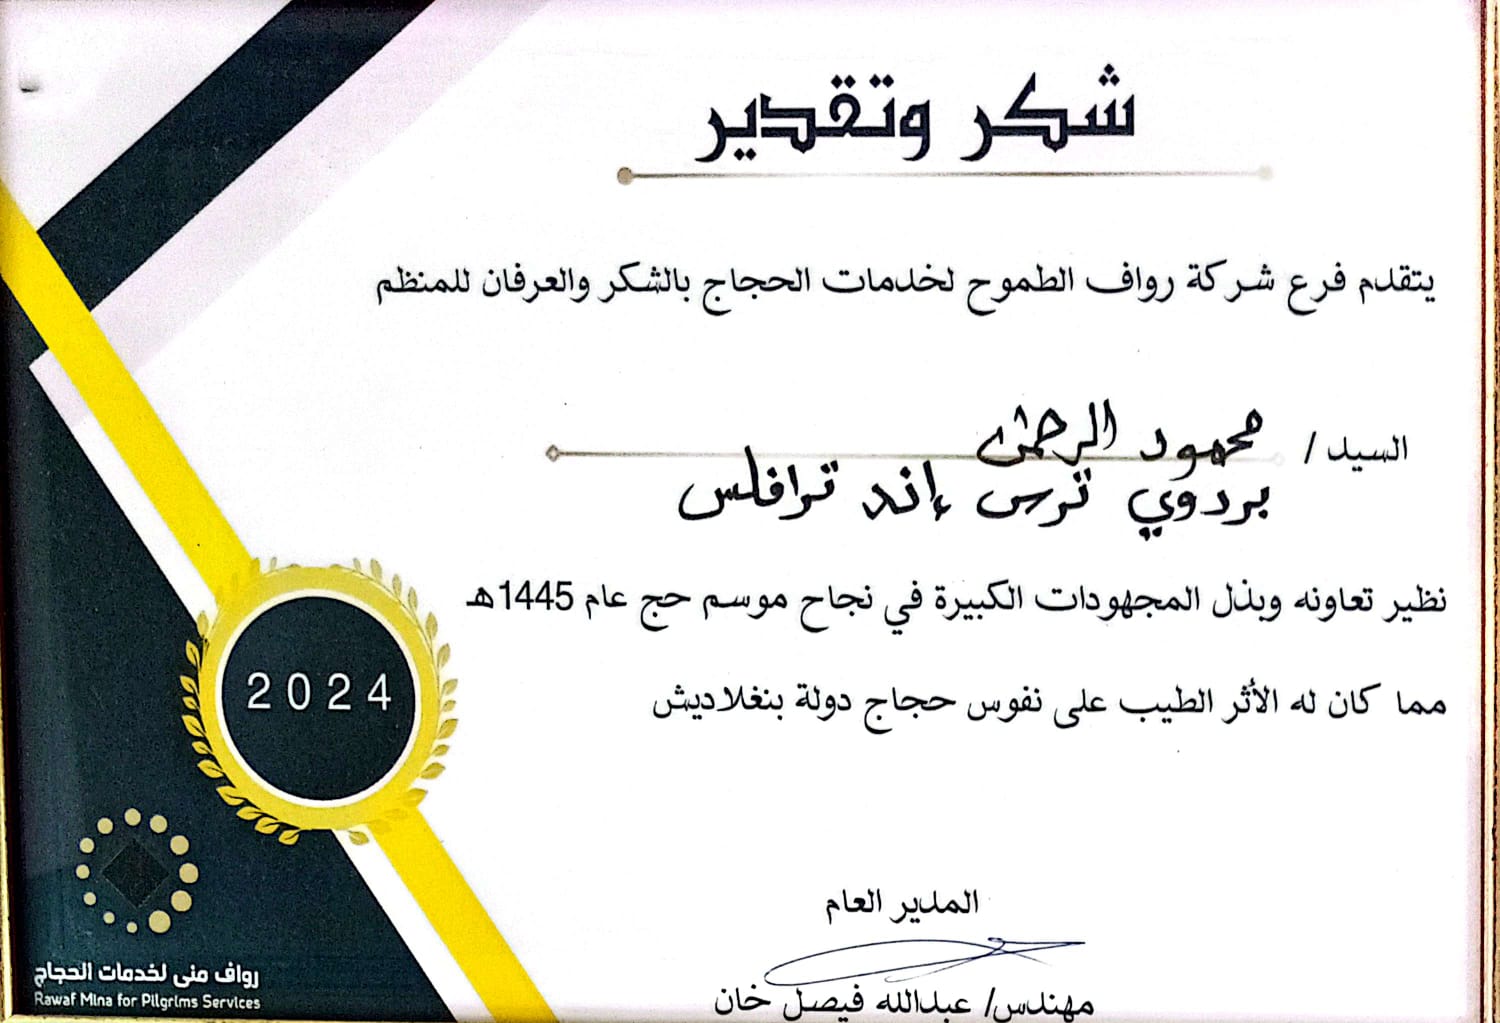 شكر وتقدير
يتقدم فرع شركة رواف الطموح لخدمات الحجاج بالشكر والعرفان للمنظم
السيد / محمود الرحمن
بردوي ترس إند ترافلس
نظير تعاونه وبذل المجهودات الكبيرة في نجاح موسم حج عام 1445هـ
مما كان له الأثر الطيب على نفوس حجاج دولة بنغلاديش
2024
المدير العام
مهندس/ عبدالله فيصل خان
رواف منى لخدمات الحجاج
Rawaf Mina for Pilgrims Services